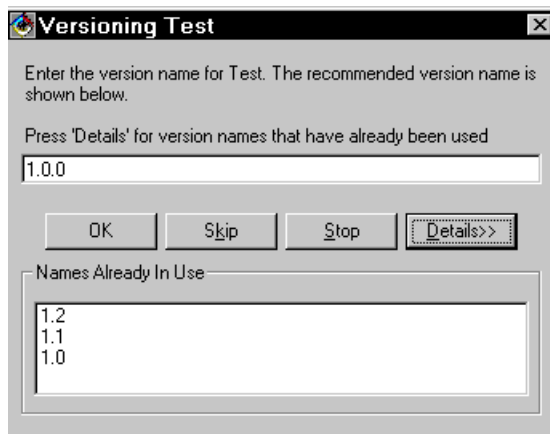 Versioning Test
Enter the version name for Test. The recommended version name is
shown below.
Press 'Details' for version names that have already been used
1.0.0
OK Skip Stop Details>>
Names Already In Use
1.2
1.1
1.0